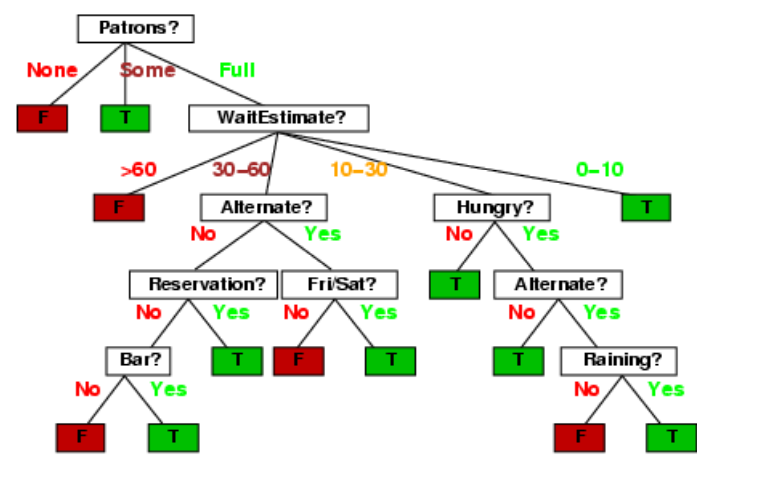 Patrons?
None Some Full
F T WaitEstimate?
>60 30–60 10–30 0–10
F Alternate? Hungry? T
No Yes No Yes
Reservation? Fri/Sat? T Alternate?
No Yes No Yes No Yes
Bar? T F T T Raining?
No Yes No Yes
F T F T